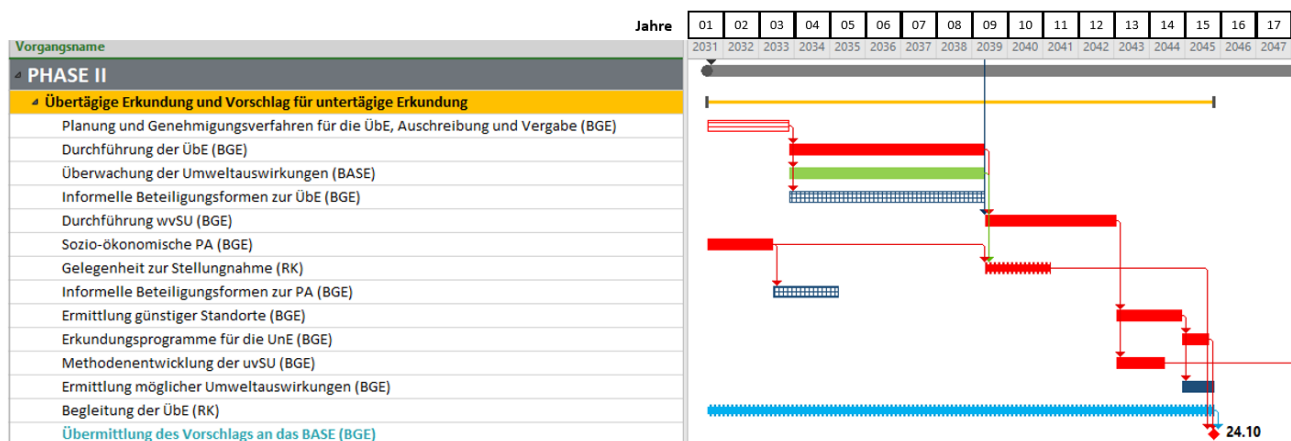 Jahre 01 02 03 04 05 06 07 08 09 10 11 12 13 14 15 16 17
Vorgangsname 2031 2032 2033 2034 2035 2036 2037 2038 2039 2040 2041 2042 2043 2044 2045 2046 2047
PHASE II
Übertägige Erkundung und Vorschlag für untertägige Erkundung
Planung und Genehmigungsverfahren für die ÜbE, Auschreibung und Vergabe (BGE)
Durchführung der ÜbE (BGE)
Überwachung der Umweltauswirkungen (BASE)
Informelle Beteiligungsformen zur ÜbE (BGE)
Durchführung wvSU (BGE)
Sozio-ökonomische PA (BGE)
Gelegenheit zur Stellungnahme (RK)
Informelle Beteiligungsformen zur PA (BGE)
Ermittlung günstiger Standorte (BGE)
Erkundungsprogramme für die UnE (BGE)
Methodenentwicklung der uvSU (BGE)
Ermittlung möglicher Umweltauswirkungen (BGE)
Begleitung der ÜbE (RK)
Übermittlung des Vorschlags an das BASE (BGE) 24.10